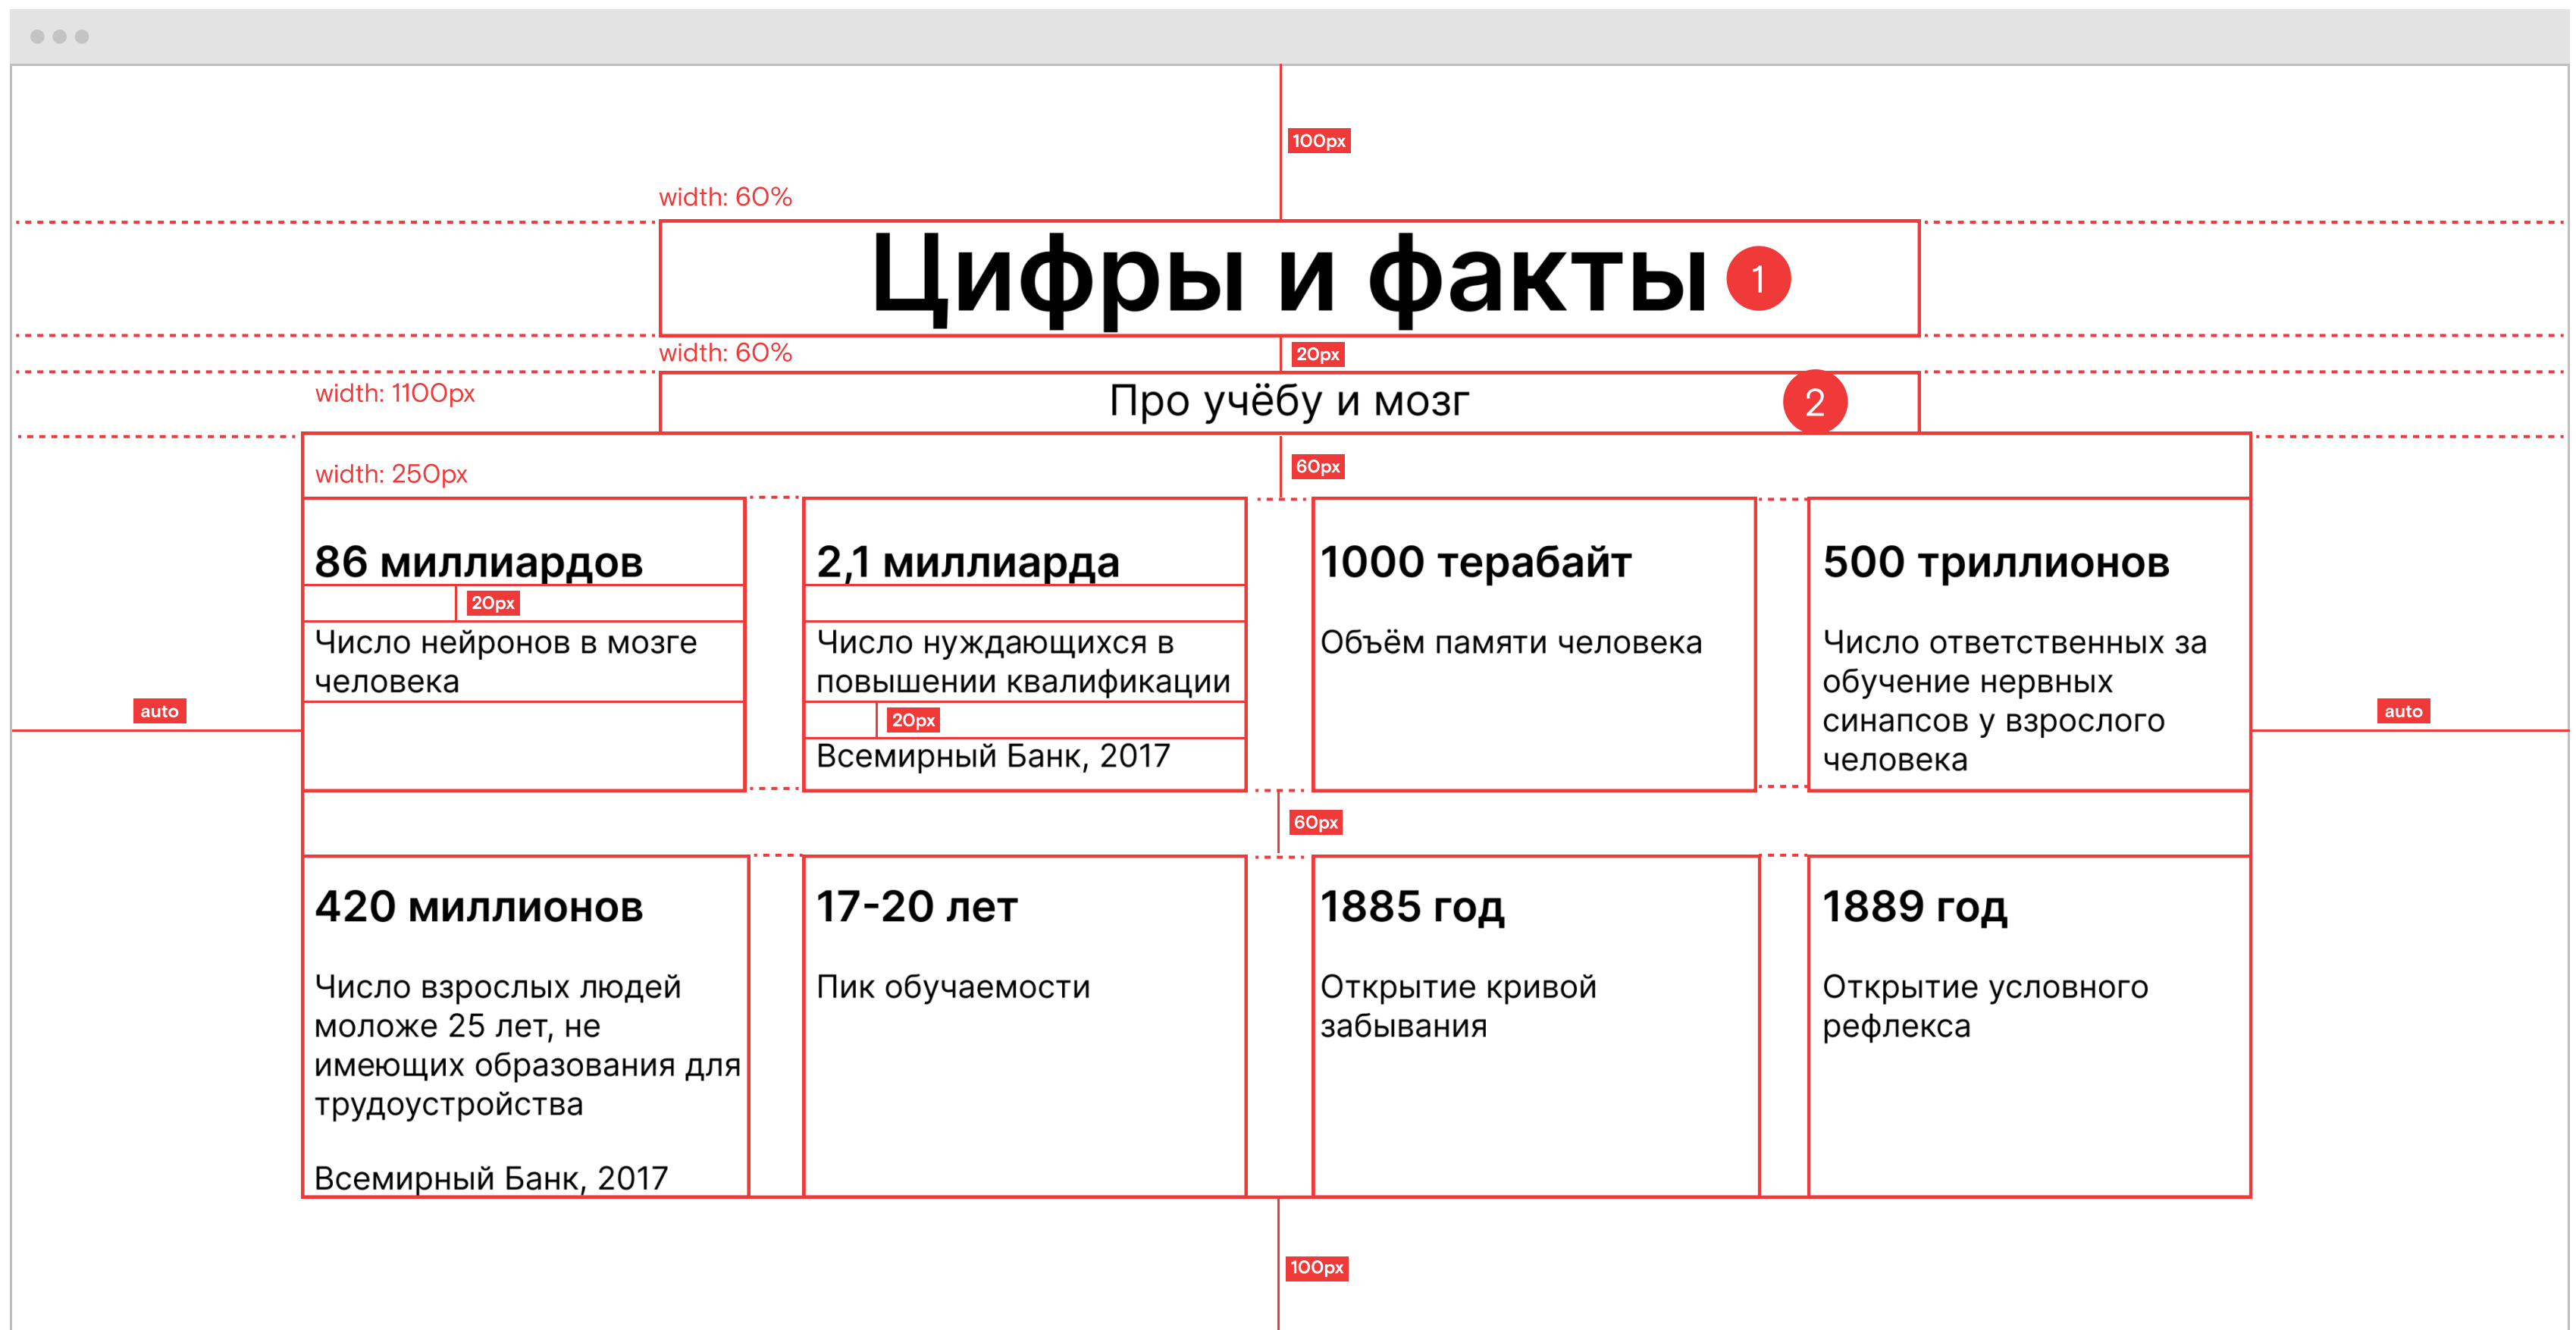 100px
width: 60%
Цифры и факты
1
width: 60%
20px
width: 1100px
Про учёбу и мозг
2
width: 250px
60px
86 миллиардов
20px
Число нейронов в мозге
человека
2,1 миллиарда
Число нуждающихся в
повышении квалификации
20px
Всемирный Банк, 2017
1000 терабайт
Объём памяти человека
500 триллионов
Число ответственных за
обучение нервных
синапсов у взрослого
человека
auto
auto
60px
420 миллионов
Число взрослых людей
моложе 25 лет, не
имеющих образования для
трудоустройства
Всемирный Банк, 2017
17-20 лет
Пик обучаемости
1885 год
Открытие кривой
забывания
1889 год
Открытие условного
рефлекса
100px